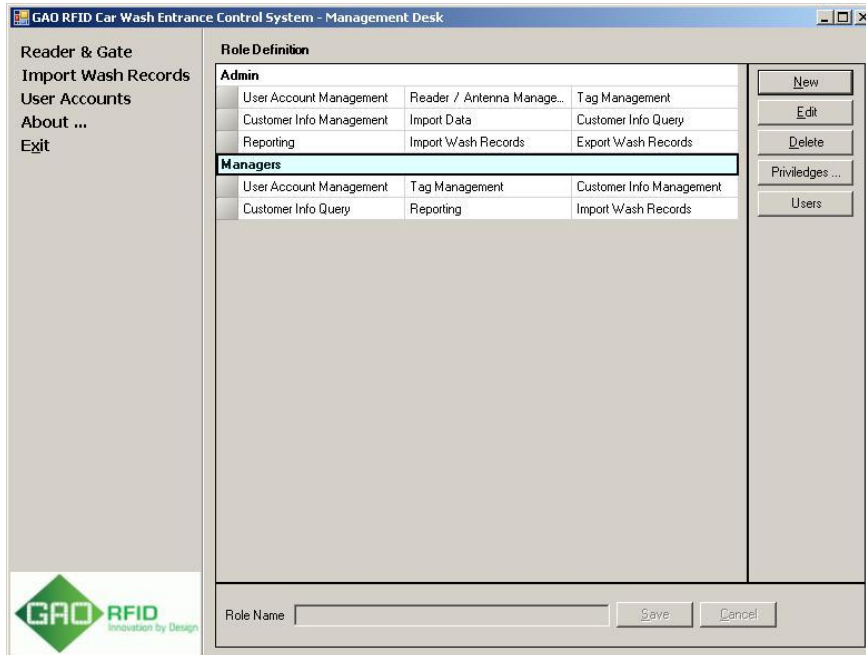 GAO RFID Car Wash Entrance Control System - Management Desk
Reader & Gate
Import Wash Records
User Accounts
About ...
Exit
Role Definition
Admin
User Account Management Reader / Antenna Manage... Tag Management
Customer Info Management Import Data Customer Info Query
Reporting Import Wash Records Export Wash Records
Managers
User Account Management Tag Management Customer Info Management
Customer Info Query Reporting Import Wash Records
New
Edit
Delete
Priviledges ...
Users
GAO RFID
Innovation by Design
Role Name Save Cancel